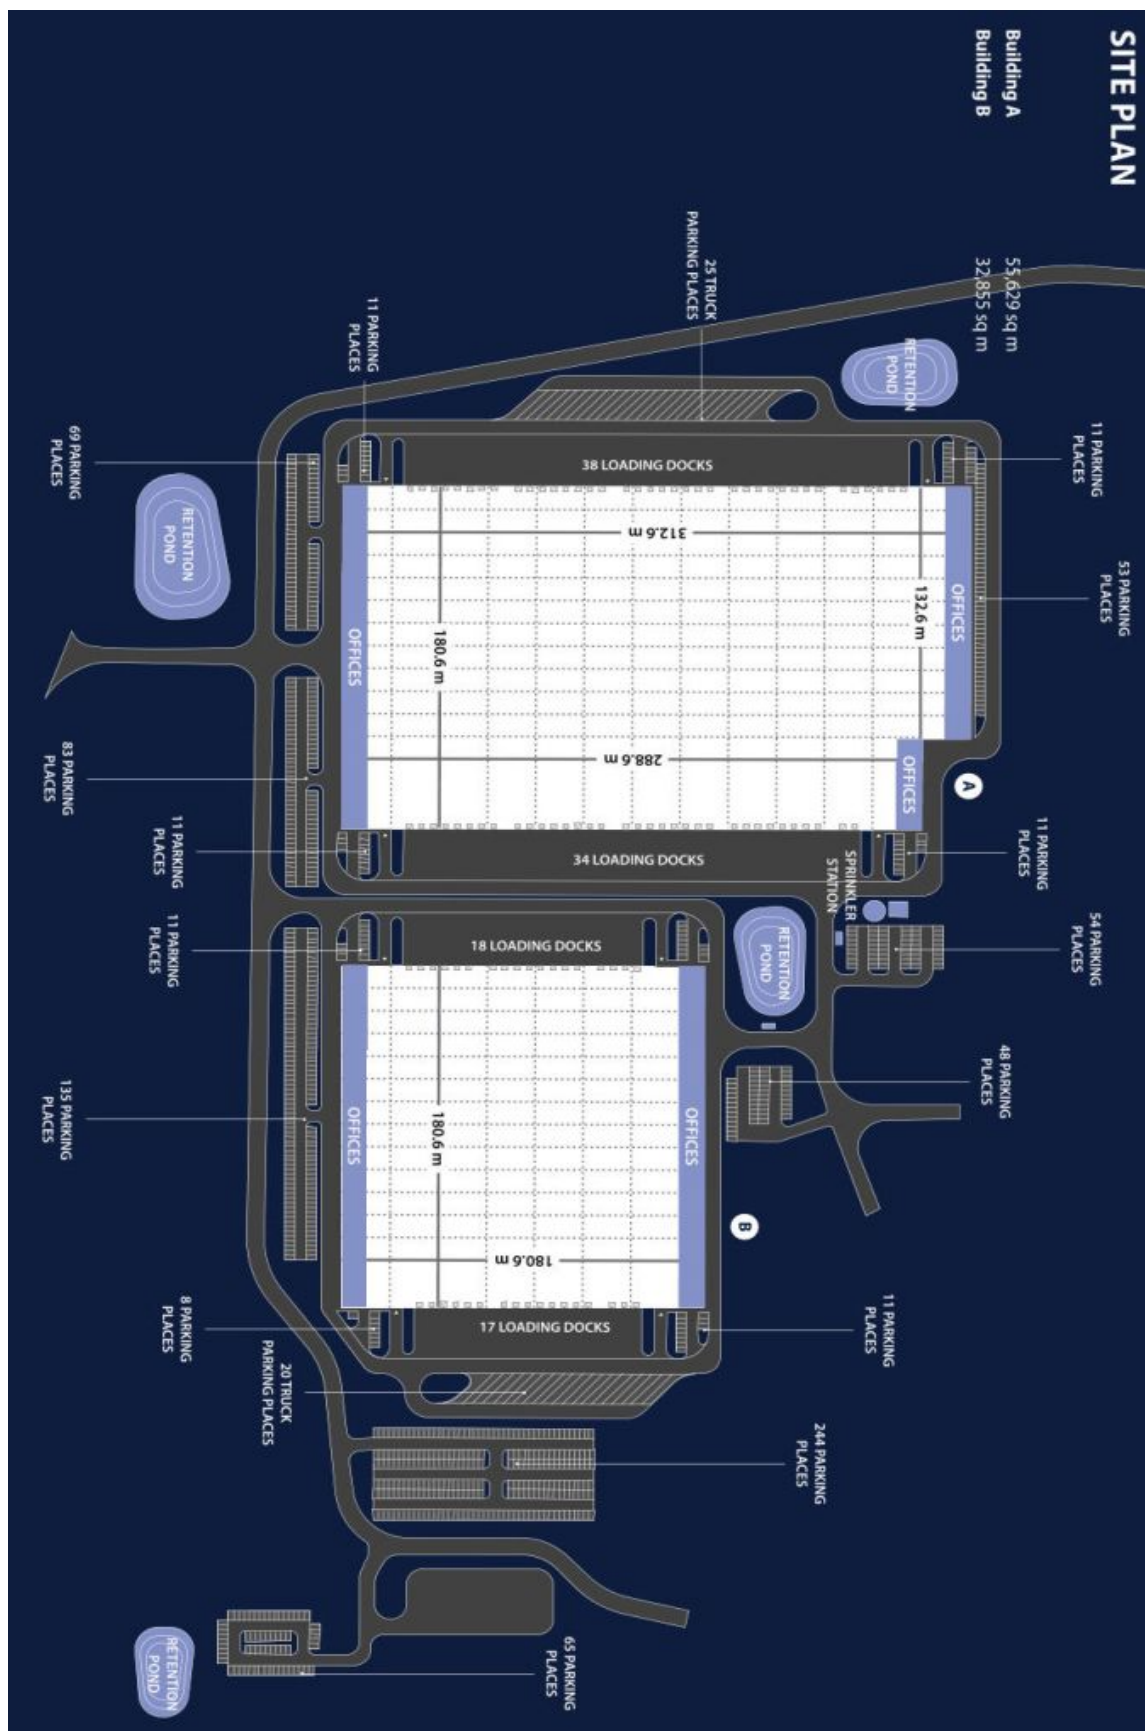 SITE PLAN
Building A 55,629 sq m
Building B 32,855 sq m
25 TRUCK
PARKING PLACES
11 PARKING
PLACES
69 PARKING
PLACES
RETENTION
POND
RETENTION
POND
11 PARKING
PLACES
53 PARKING
PLACES
38 LOADING DOCKS
312.6 m
132.6 m
OFFICES
OFFICES
180.6 m
288.6 m
OFFICES
A
83 PARKING
PLACES
11 PARKING
PLACES
34 LOADING DOCKS
11 PARKING
PLACES
SPRINKLER
STATION
54 PARKING
PLACES
11 PARKING
PLACES
18 LOADING DOCKS
RETENTION
POND
48 PARKING
PLACES
135 PARKING
PLACES
OFFICES
180.6 m
OFFICES
180.6 m
B
8 PARKING
PLACES
17 LOADING DOCKS
11 PARKING
PLACES
20 TRUCK
PARKING PLACES
244 PARKING
PLACES
65 PARKING
PLACES
RETENTION
POND